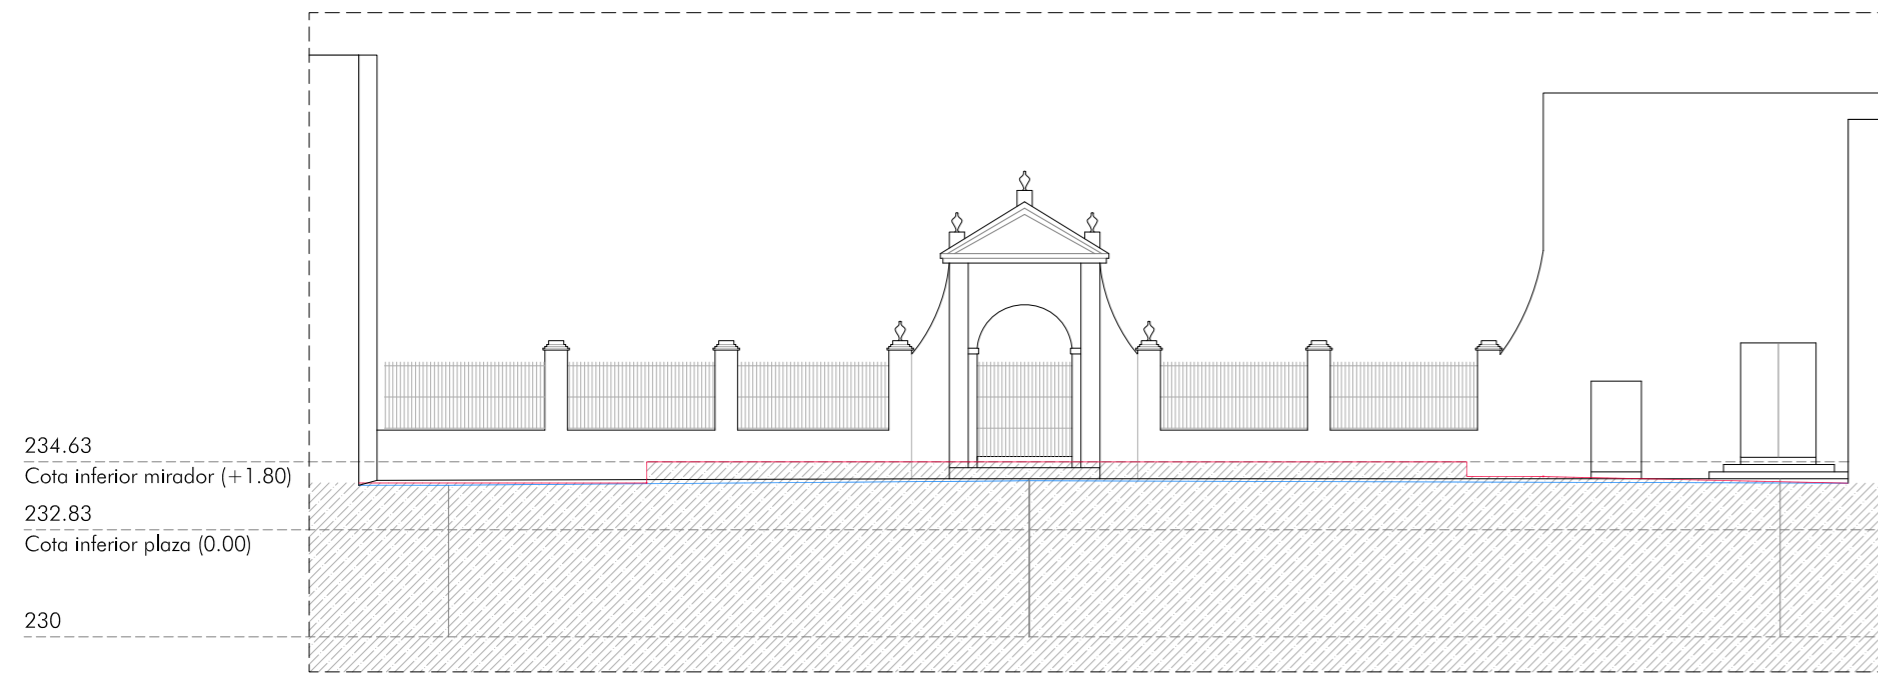 234.63
Cota inferior mirador (+1.80)
232.83
Cota inferior plaza (0.00)
230